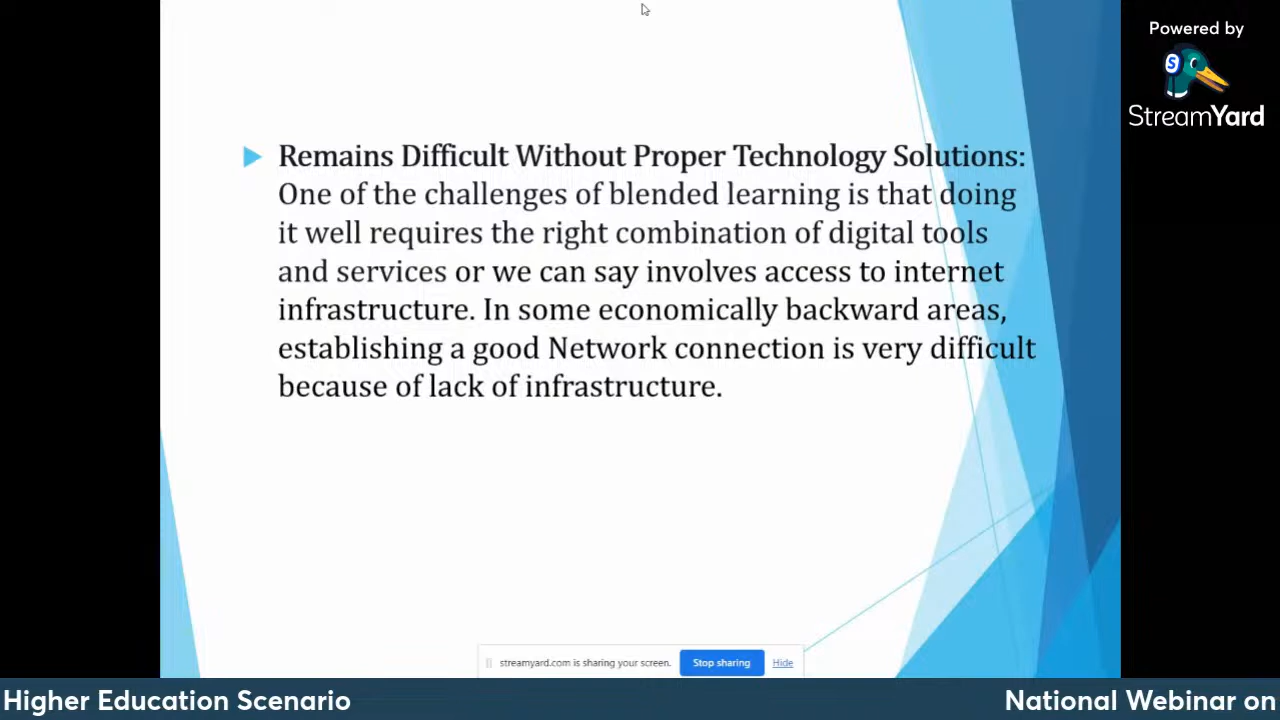 Powered by
S
StreamYard
Remains Difficult Without Proper Technology Solutions:
One of the challenges of blended learning is that doing
it well requires the right combination of digital tools
and services or we can say involves access to internet
infrastructure. In some economically backward areas,
establishing a good Network connection is very difficult
because of lack of infrastructure.
streamyard.com is sharing your screen. Stop sharing Hide
Higher Education Scenario National Webinar on